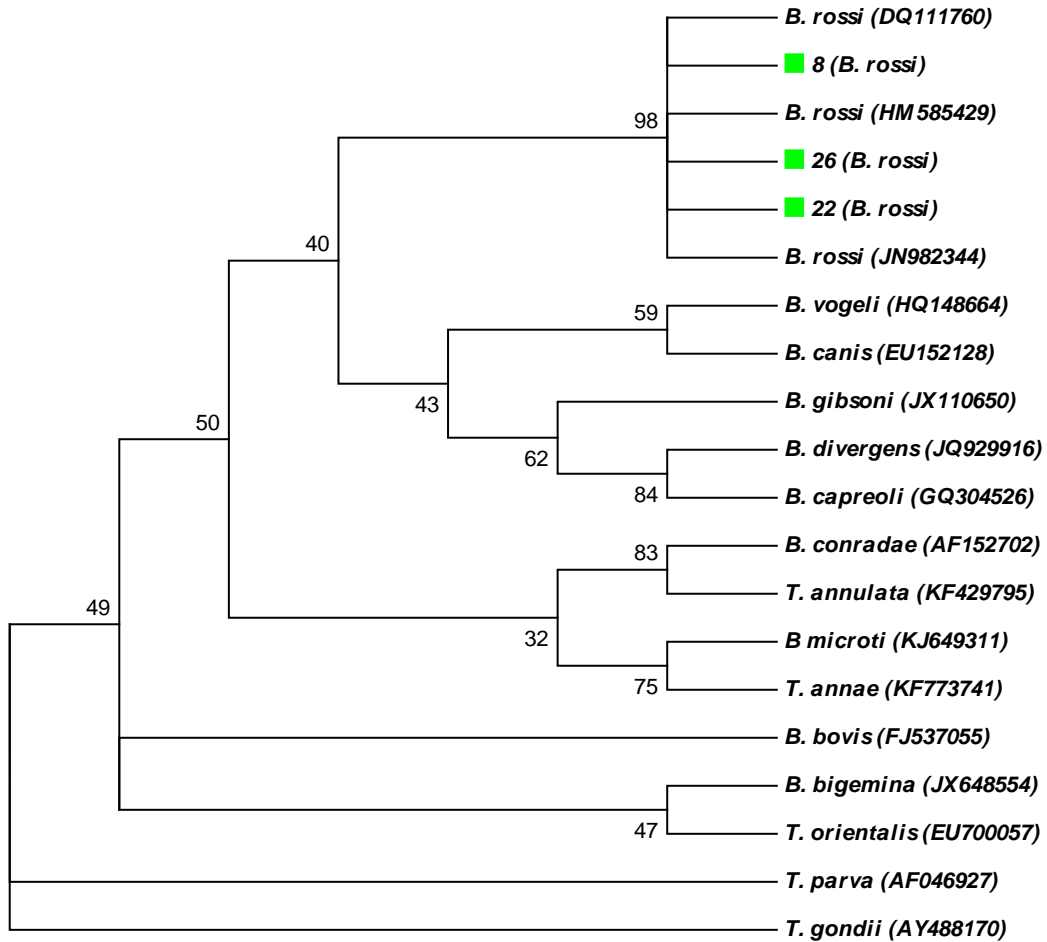 B. rossi (DQ111760)
8 (B. rossi)
B. rossi (HM585429)
98
26 (B. rossi)
22 (B. rossi)
40
B. rossi (JN982344)
B. vogeli (HQ148664)
59
B. canis (EU152128)
43
B. gibsoni (JX110650)
50
B. divergens (JQ929916)
62
84
B. capreoli (GQ304526)
B. conradae (AF152702)
83
T. annulata (KF429795)
49
32
B microti (KJ649311)
75
T. annae (KF773741)
B. bovis (FJ537055)
B. bigemina (JX648554)
47
T. orientalis (EU700057)
T. parva (AF046927)
T. gondii (AY488170)